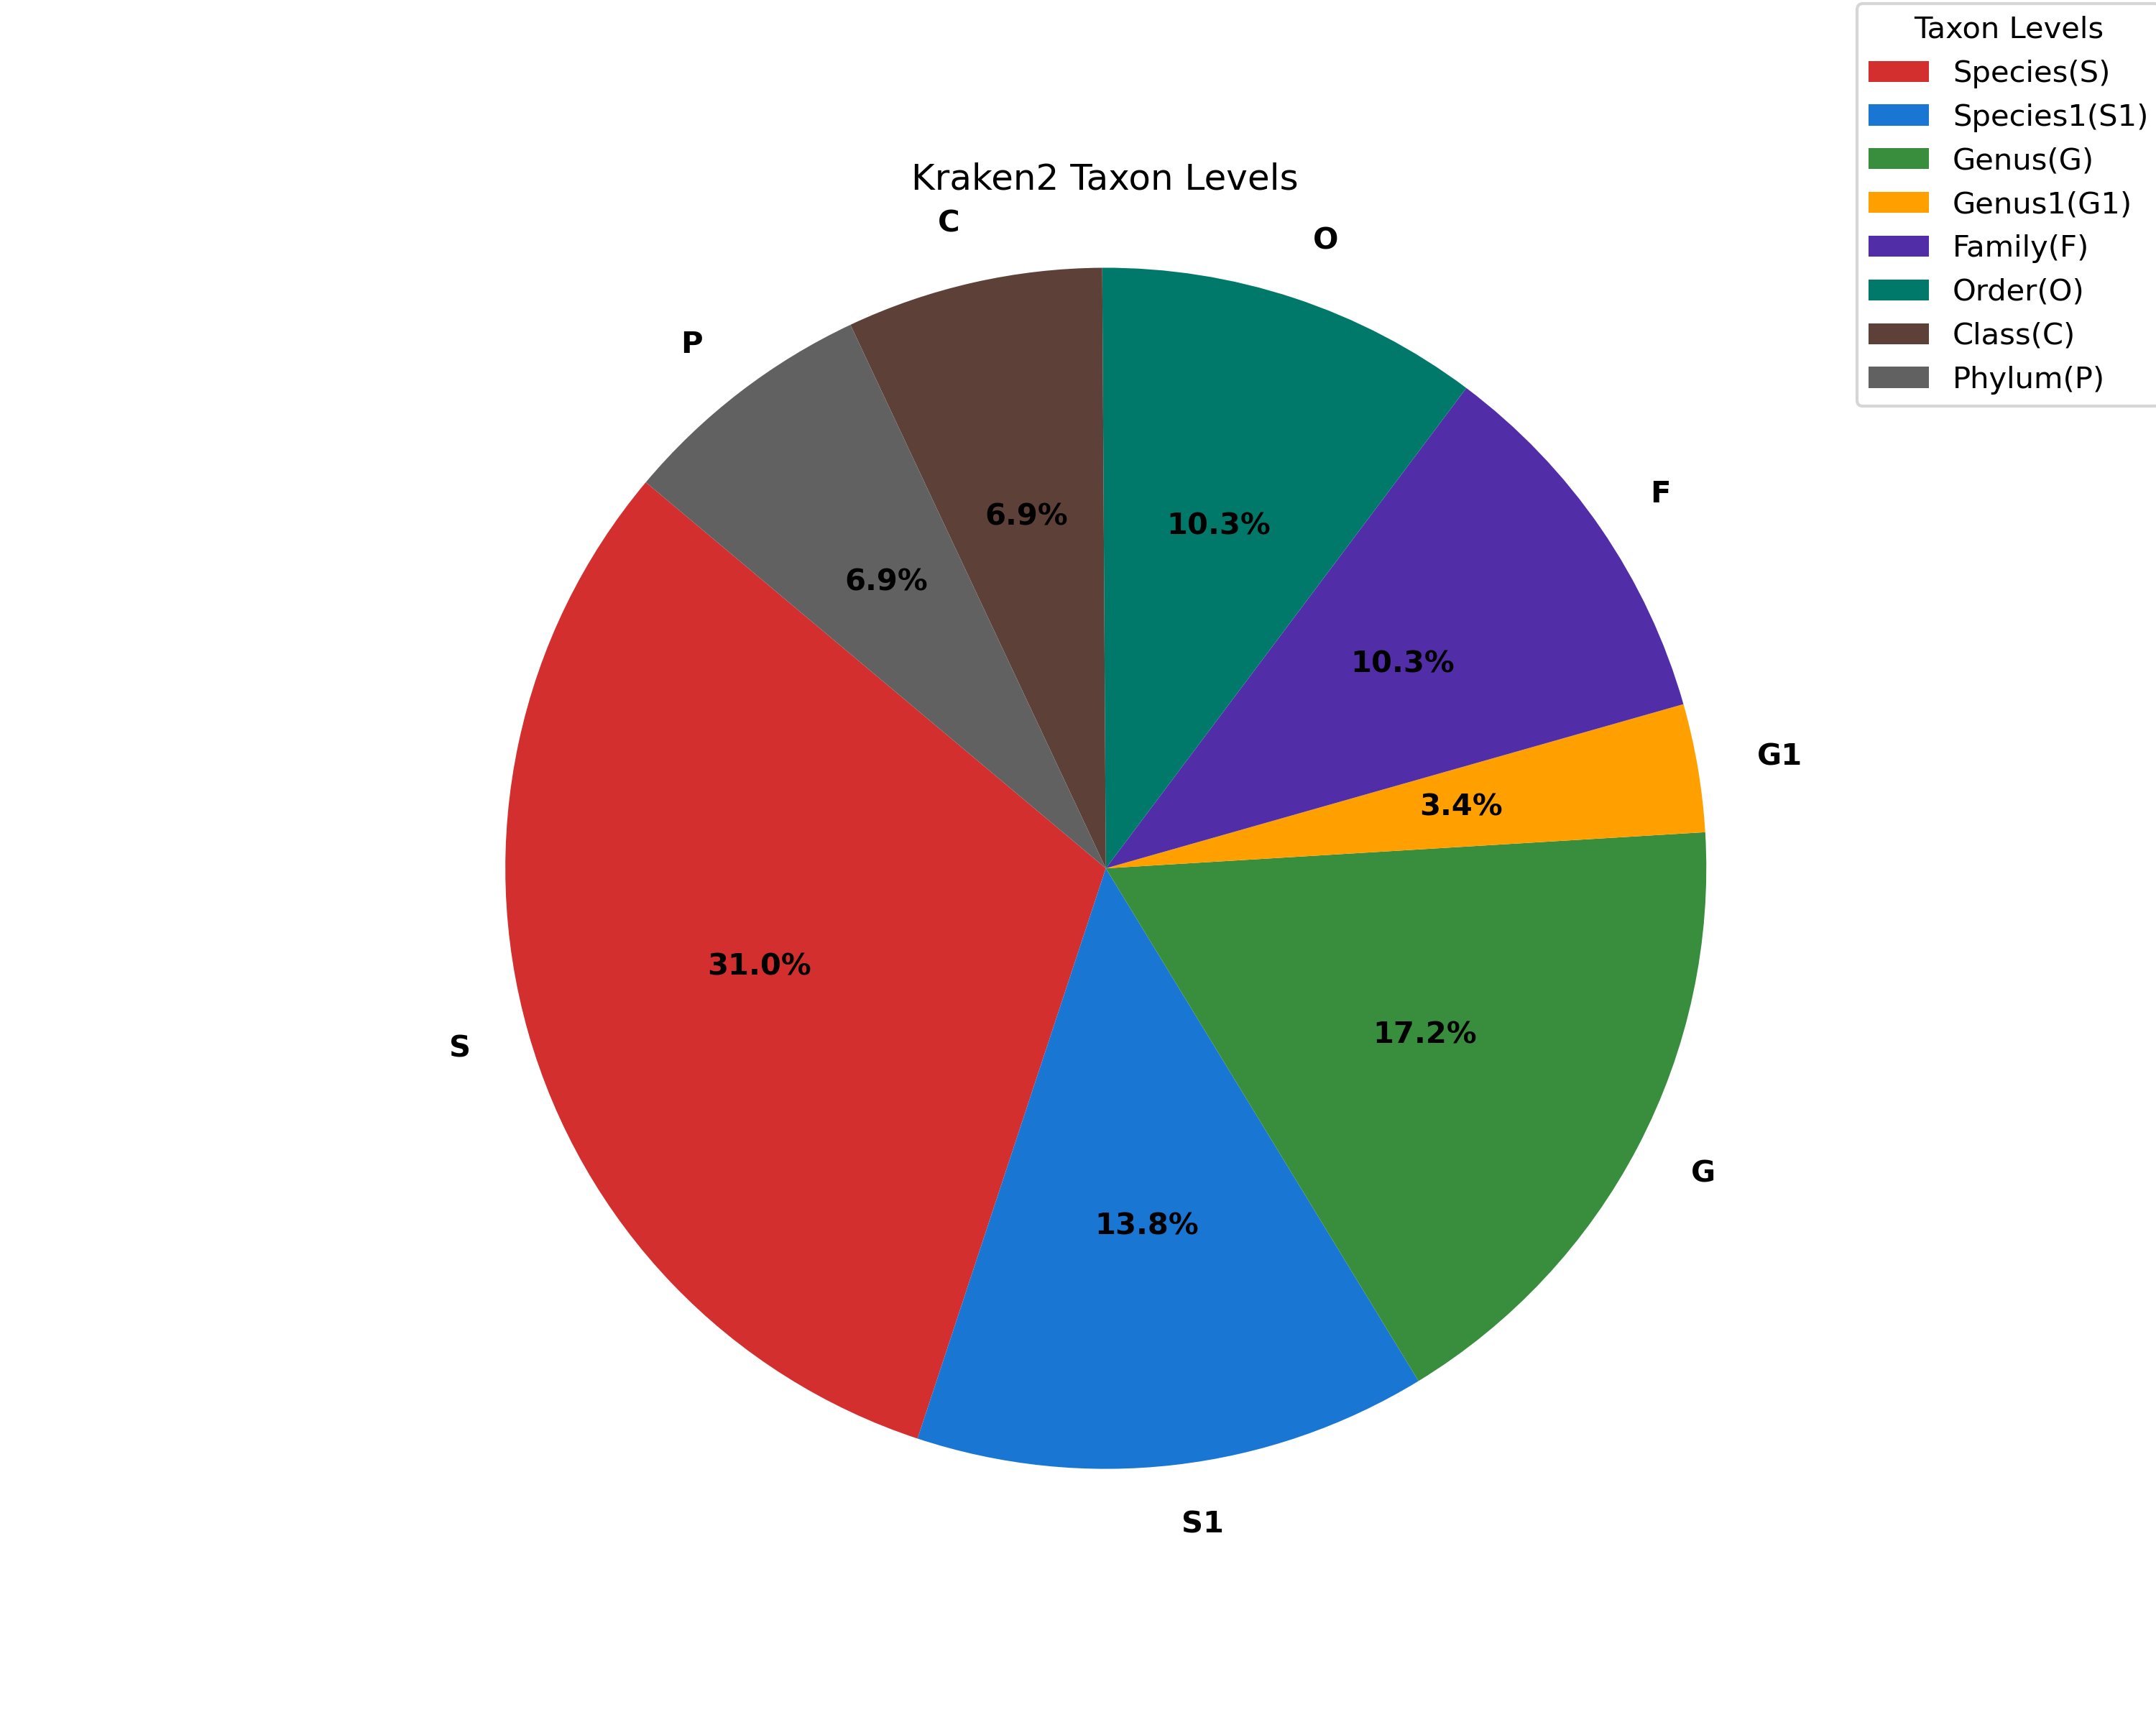 Taxon Levels
Species(S)
Species1(S1)
Genus(G)
Genus1(G1)
Family(F)
Order(O)
Class(C)
Phylum(P)
Kraken2 Taxon Levels
C
O
P
F
6.9%
10.3%
6.9%
10.3%
G1
3.4%
31.0%
17.2%
S
G
13.8%
S1